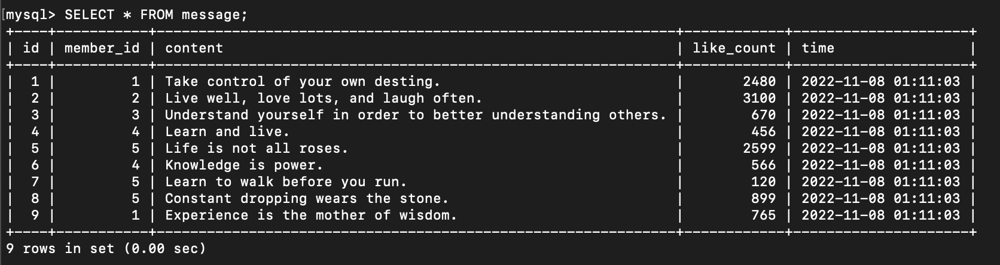 [mysql> SELECT * FROM message;
+----+-----------+--------------------------------------------------------------+------------+---------------------+
| id | member_id | content                                                      | like_count | time                |
+----+-----------+--------------------------------------------------------------+------------+---------------------+
|  1 |         1 | Take control of your own desting.                            |       2480 | 2022-11-08 01:11:03 |
|  2 |         2 | Live well, love lots, and laugh often.                       |       3100 | 2022-11-08 01:11:03 |
|  3 |         3 | Understand yourself in order to better understanding others. |        670 | 2022-11-08 01:11:03 |
|  4 |         4 | Learn and live.                                              |        456 | 2022-11-08 01:11:03 |
|  5 |         5 | Life is not all roses.                                       |       2599 | 2022-11-08 01:11:03 |
|  6 |         4 | Knowledge is power.                                          |        566 | 2022-11-08 01:11:03 |
|  7 |         5 | Learn to walk before you run.                                |        120 | 2022-11-08 01:11:03 |
|  8 |         5 | Constant dropping wears the stone.                           |        899 | 2022-11-08 01:11:03 |
|  9 |         1 | Experience is the mother of wisdom.                          |        765 | 2022-11-08 01:11:03 |
+----+-----------+--------------------------------------------------------------+------------+---------------------+
9 rows in set (0.00 sec)